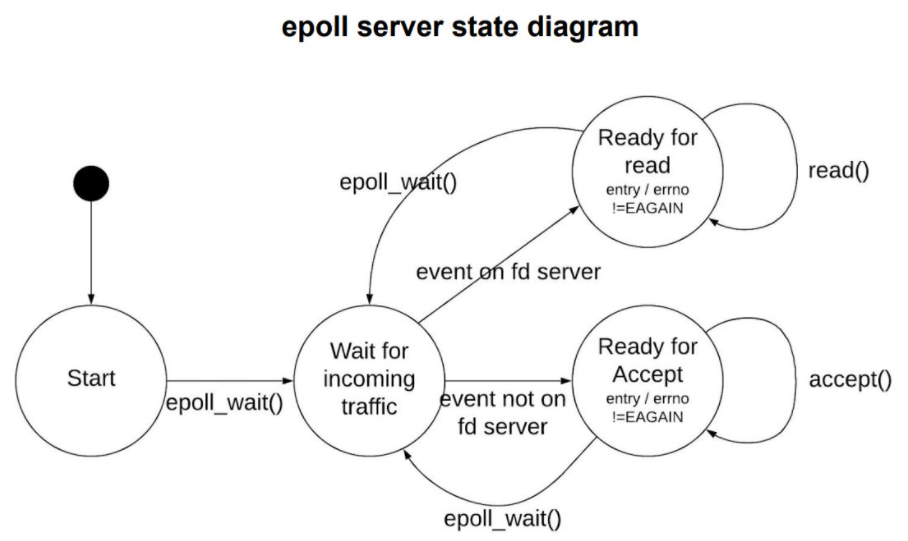 epoll server state diagram
Ready for
read
entry / errno
!=EAGAIN
read()
epoll_wait()
event on fd server
Start
epoll_wait()
Wait for
incoming
traffic
event not on
fd server
Ready for
Accept
entry / errno
!=EAGAIN
accept()
epoll_wait()